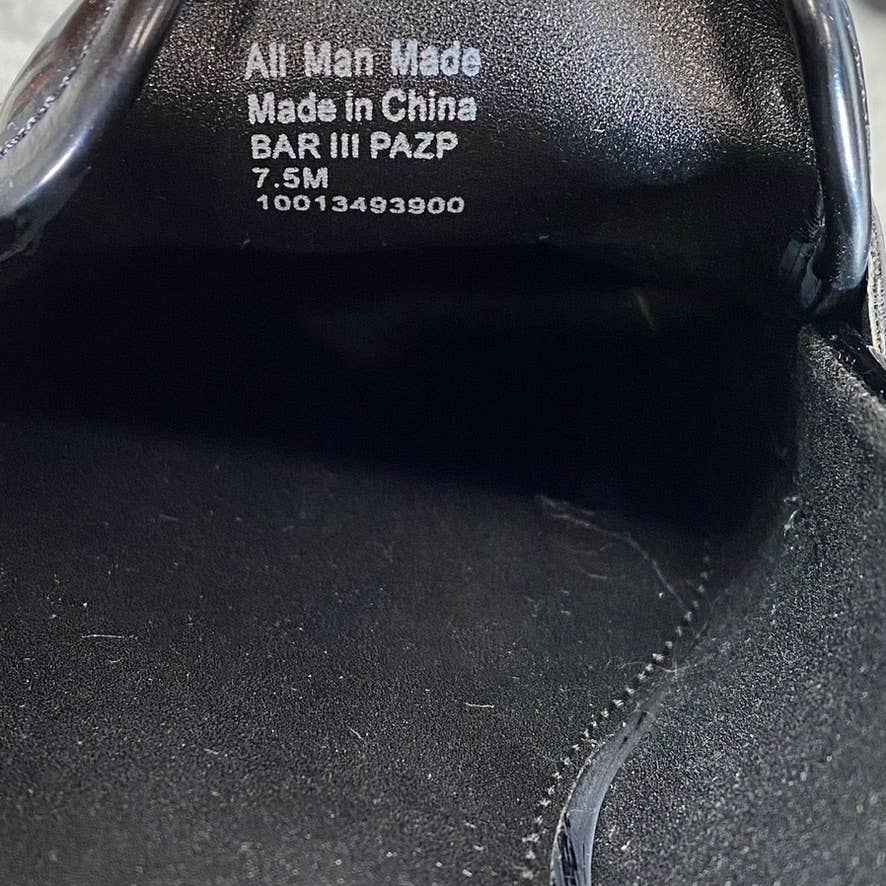 All Man Made
Made in China
BAR III PAZP
7.5M
10013493900